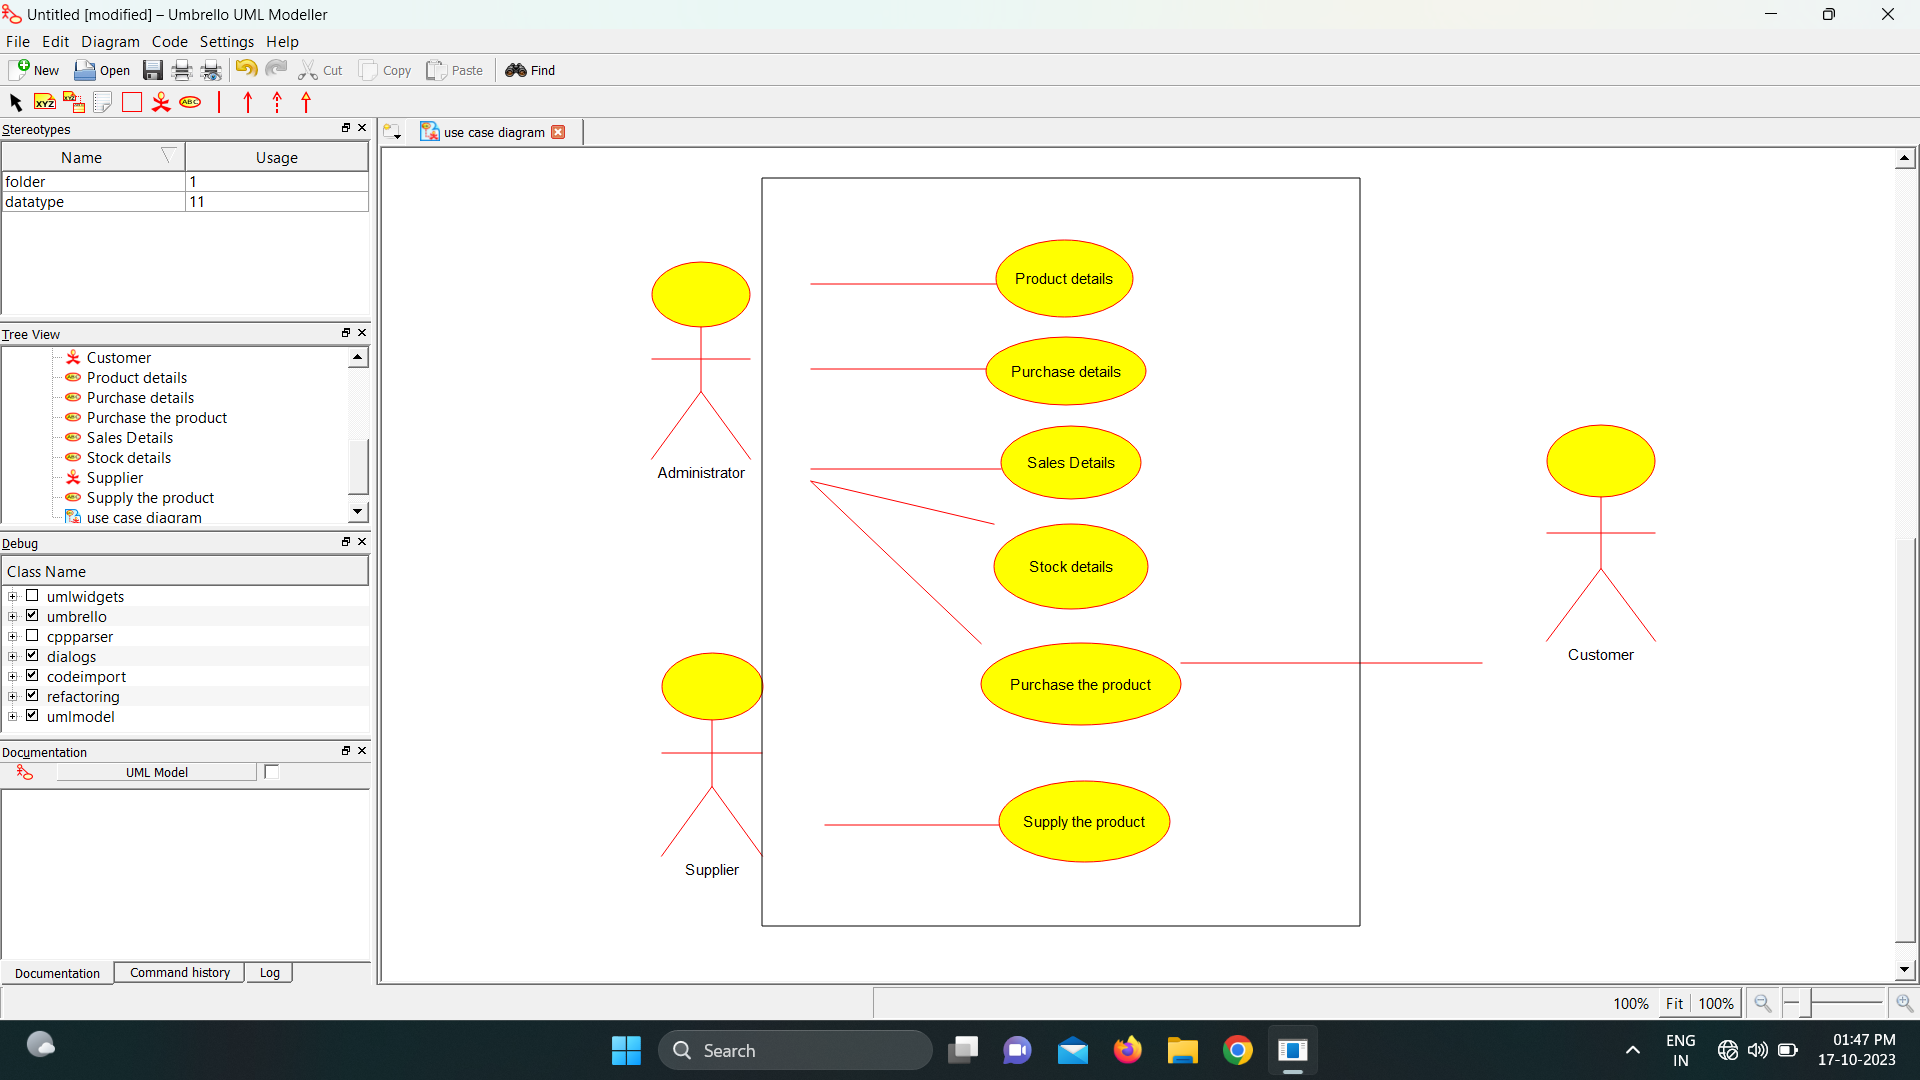 Untitled [modified] – Umbrello UML Modeller
File Edit Diagram Code Settings Help
New Open Cut Copy Paste Find
XYZ XYZ ABC
Stereotypes
Name Usage
folder 1
datatype 11
Tree View
Customer
Product details
Purchase details
Purchase the product
Sales Details
Stock details
Supplier
Supply the product
use case diagram
Debug
Class Name
umlwidgets
umbrello
cppparser
dialogs
codeimport
refactoring
umlmodel
Documentation
UML Model
Documentation Command history Log
use case diagram
Product details
Purchase details
Sales Details
Stock details
Purchase the product
Supply the product
Administrator
Supplier
Customer
100% Fit 100%
Search
ENG
IN
01:47 PM
17-10-2023